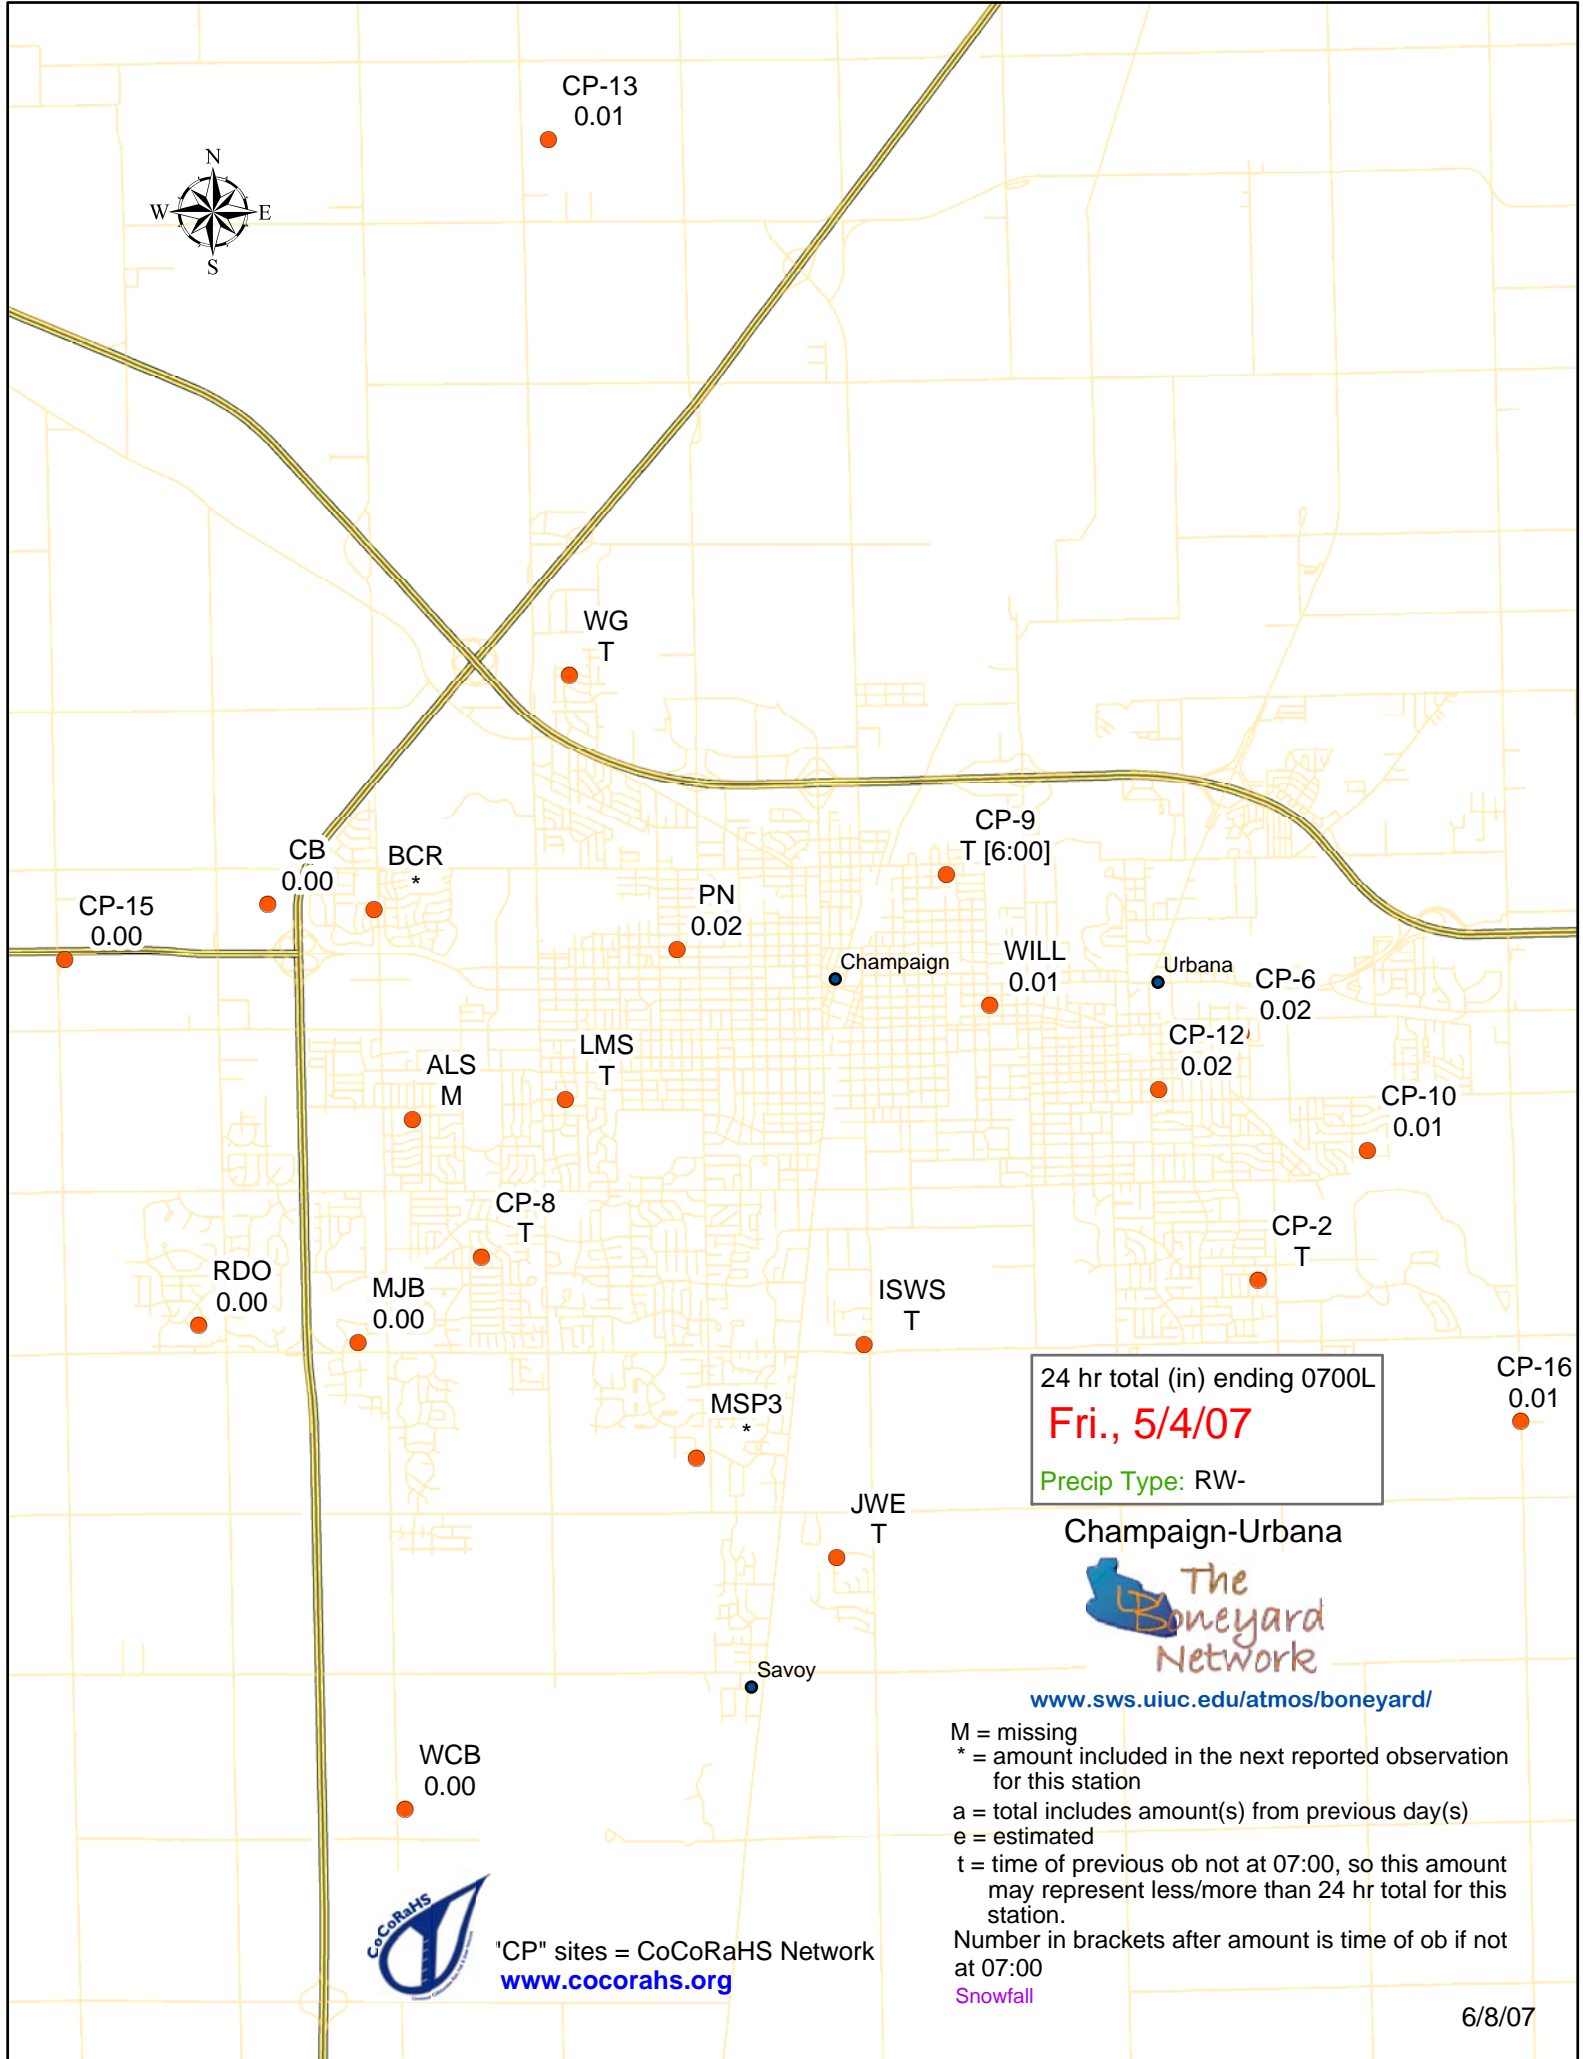 CP-13
0.01
N
W E
S
WG
T
CP-9
T [6:00]
CB
0.00
BCR
*
CP-15
0.00
PN
0.02
Champaign
WILL
0.01
Urbana
CP-6
0.02
CP-12
0.02
LMS
T
ALS
M
CP-10
0.01
CP-8
T
CP-2
T
RDO
0.00
MJB
0.00
ISWS
T
CP-16
0.01
MSP3
*
24 hr total (in) ending 0700L
Fri., 5/4/07
Precip Type: RW-
JWE
T
Champaign-Urbana
The
Boneyard
Network
Savoy
www.sws.uiuc.edu/atmos/boneyard/
WCB
0.00
M = missing
* = amount included in the next reported observation
for this station
a = total includes amount(s) from previous day(s)
e = estimated
t = time of previous ob not at 07:00, so this amount
may represent less/more than 24 hr total for this
station.
Number in brackets after amount is time of ob if not
at 07:00
Snowfall
CoCoRaHS
"CP" sites = CoCoRaHS Network
www.cocorahs.org
6/8/07